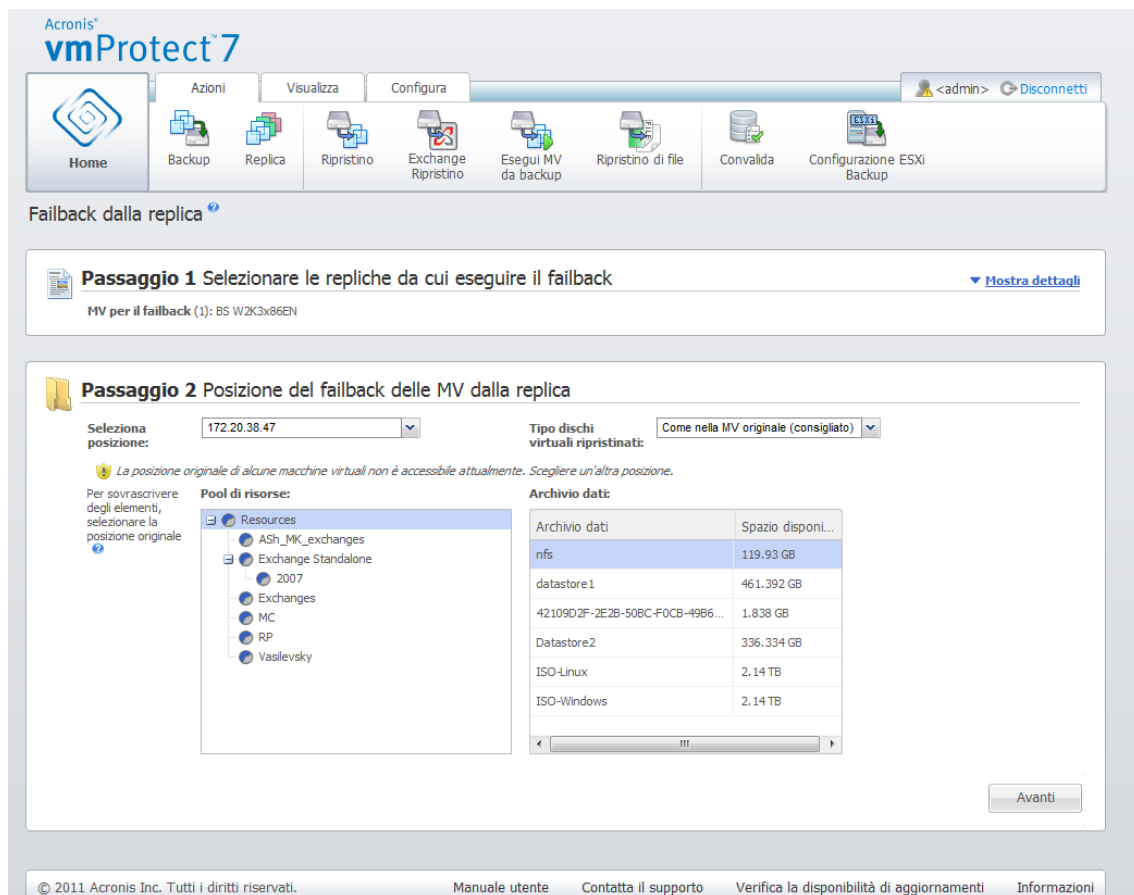 Acronis®
vmProtect™ 7
Azioni
Visualizza
Configura
<admin>
Disconnetti
Home
Backup
Replica
Ripristino
Exchange
Ripristino
Esegui MV
da backup
Ripristino di file
Convalida
Configurazione ESXi
Backup
Failback dalla replica
Passaggio 1 Selezionare le repliche da cui eseguire il failback
Mostra dettagli
MV per il failback (1): BS W2K3x86EN
Passaggio 2 Posizione del failback delle MV dalla replica
Seleziona
posizione:
172.20.38.47
Tipo dischi
virtuali ripristinati:
Come nella MV originale (consigliato)
La posizione originale di alcune macchine virtuali non è accessibile attualmente. Scegliere un'altra posizione.
Per sovrascrivere
degli elementi,
selezionare la
posizione originale
Pool di risorse:
Resources
ASh_MK_exchanges
Exchange Standalone
2007
Exchanges
MC
RP
Vasilevsky
Archivio dati:
Archivio dati Spazio disponi...
nfs 119.93 GB
datastore1 461.392 GB
42109D2F-2E2B-50BC-F0CB-49B6... 1.838 GB
Datastore2 336.334 GB
ISO-Linux 2.14 TB
ISO-Windows 2.14 TB
Avanti
© 2011 Acronis Inc. Tutti i diritti riservati.
Manuale utente
Contatta il supporto
Verifica la disponibilità di aggiornamenti
Informazioni